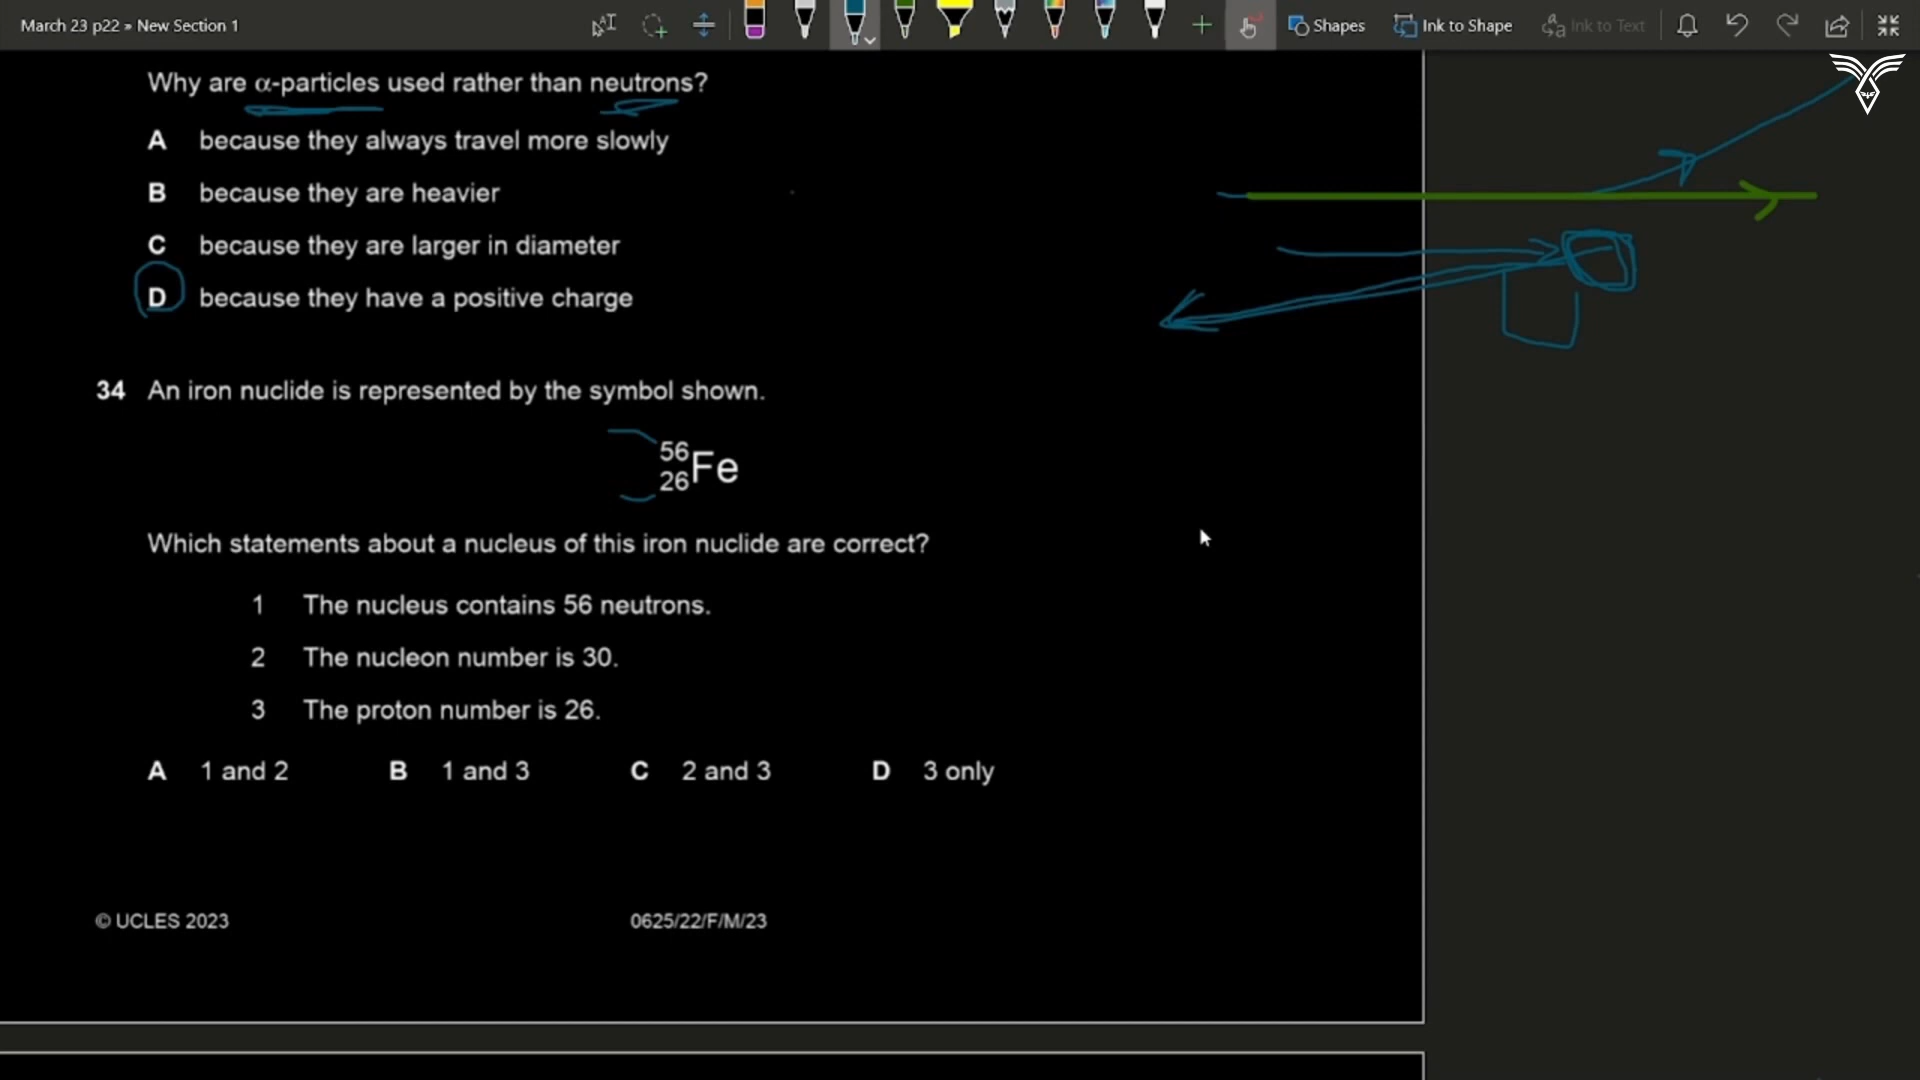 March 23 p22 » New Section 1
Shapes
Ink to Shape
Ink to Text
Why are α-particles used rather than neutrons?
A because they always travel more slowly
B because they are heavier
C because they are larger in diameter
D because they have a positive charge
34 An iron nuclide is represented by the symbol shown.
56
26 Fe
Which statements about a nucleus of this iron nuclide are correct?
1 The nucleus contains 56 neutrons.
2 The nucleon number is 30.
3 The proton number is 26.
A 1 and 2 B 1 and 3 C 2 and 3 D 3 only
© UCLES 2023 0625/22/F/M/23